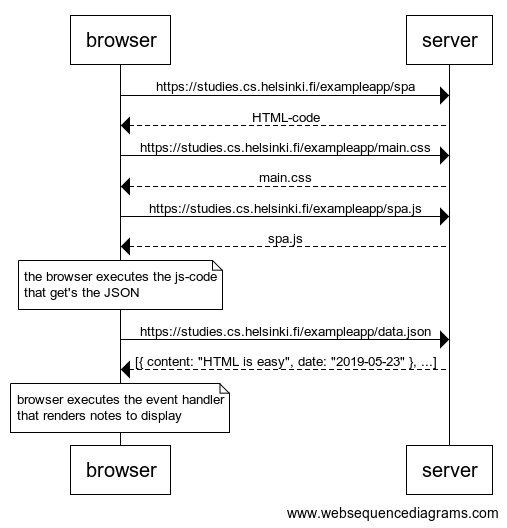 browser
server
https://studies.cs.helsinki.fi/exampleapp/spa
HTML-code
https://studies.cs.helsinki.fi/exampleapp/main.css
main.css
https://studies.cs.helsinki.fi/exampleapp/spa.js
spa.js
the browser executes the js-code
that get's the JSON
https://studies.cs.helsinki.fi/exampleapp/data.json
[{ content: "HTML is easy", date: "2019-05-23" }, ...]
browser executes the event handler
that renders notes to display
browser
server
www.websequencediagrams.com